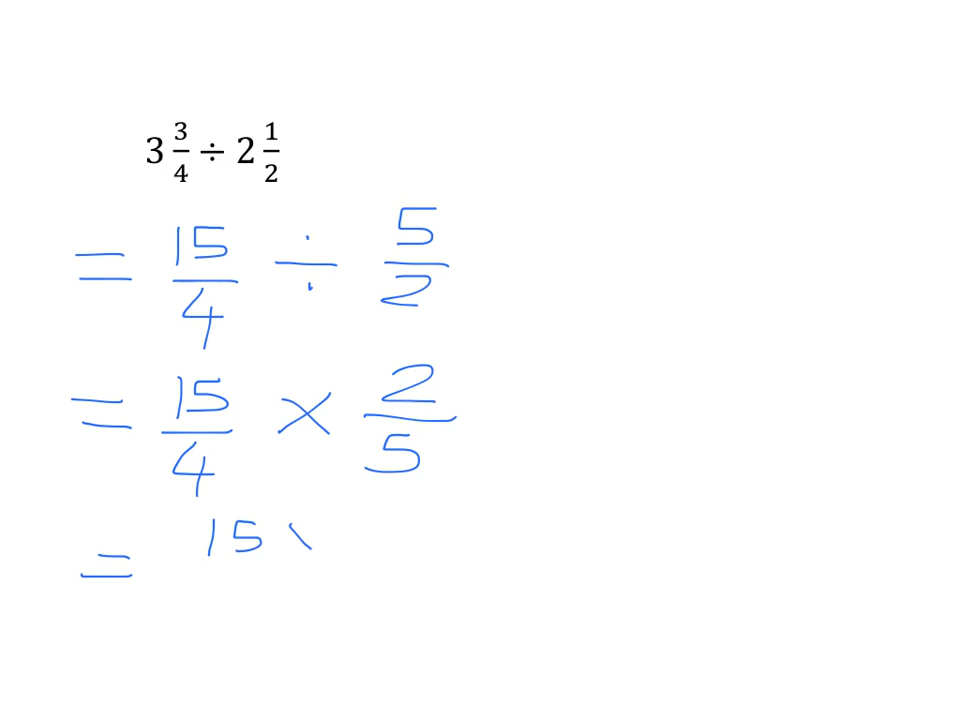 3 3/4 ÷ 2 1/2
= 15/4 ÷ 5/2
= 15/4 × 2/5
= 15